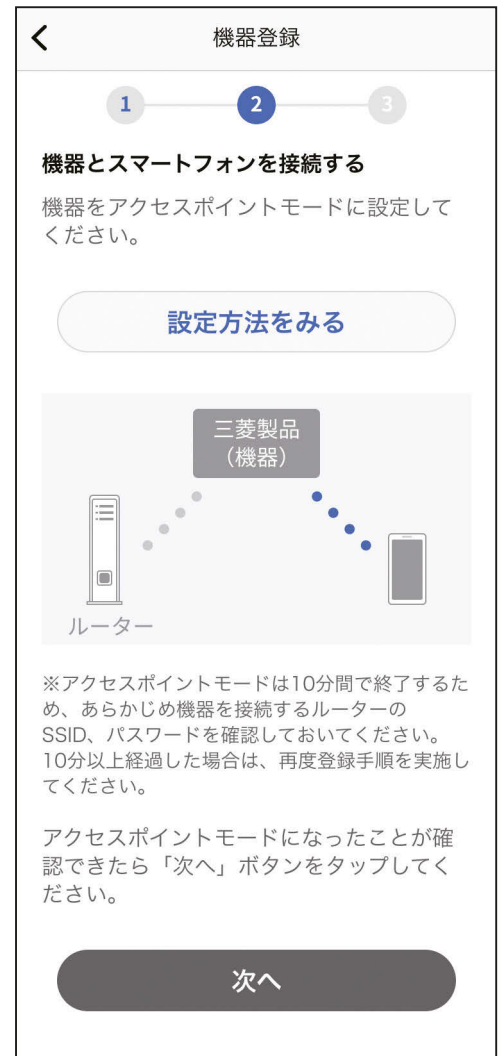 機器登録
1 2 3
機器とスマートフォンを接続する
機器をアクセスポイントモードに設定して
ください。
設定方法をみる
三菱製品
（機器）
ルーター
※アクセスポイントモードは10分間で終了するた
め、あらかじめ機器を接続するルーターの
SSID、パスワードを確認しておいてください。
10分以上経過した場合は、再度登録手順を実施し
てください。
アクセスポイントモードになったことが確
認できたら「次へ」ボタンをタップしてく
ださい。
次へ